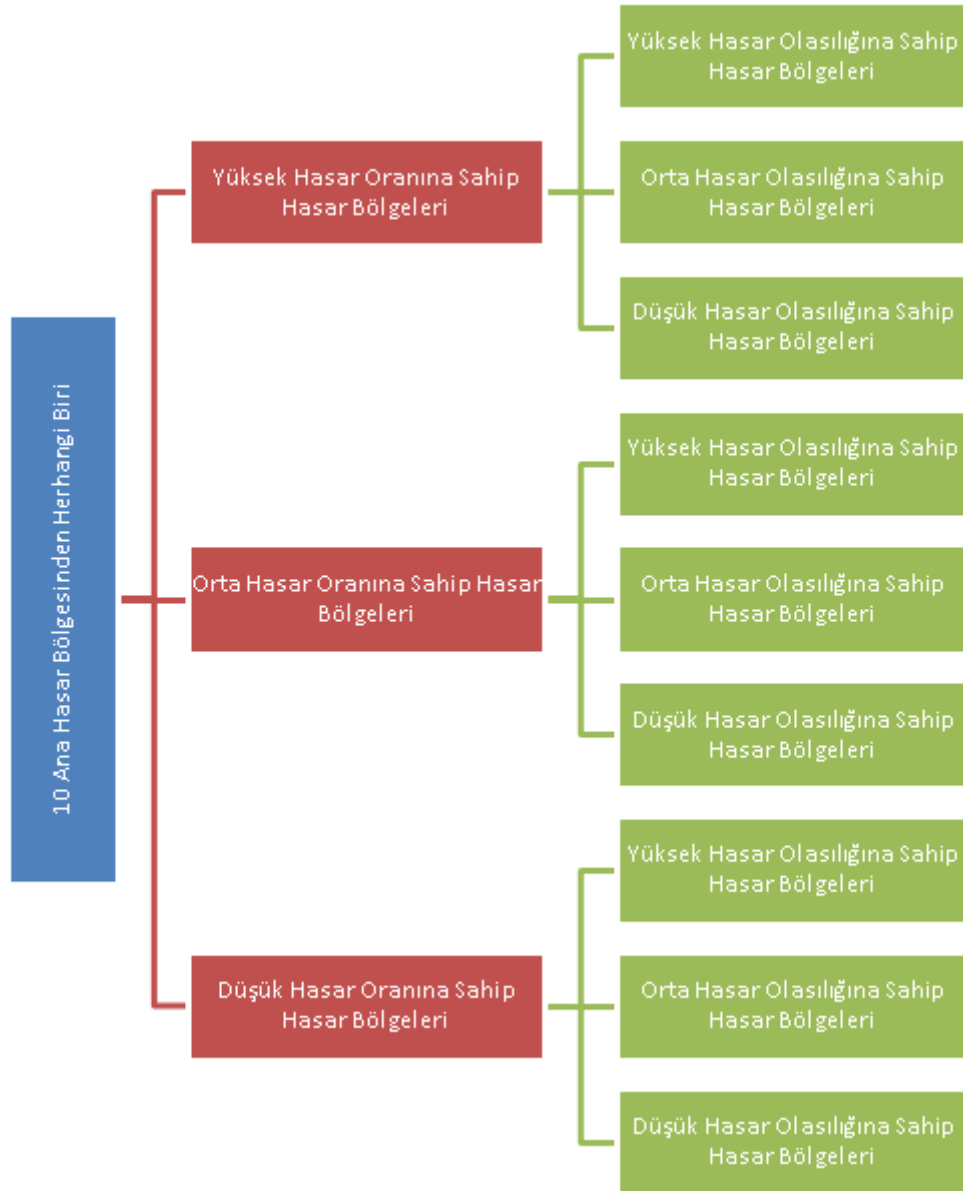 10 Ana Hasar Bölgesinden Herhangi Biri
Yüksek Hasar Oranına Sahip
Hasar Bölgeleri
Yüksek Hasar Olasılığına Sahip
Hasar Bölgeleri
Orta Hasar Olasılığına Sahip
Hasar Bölgeleri
Düşük Hasar Olasılığına Sahip
Hasar Bölgeleri
Orta Hasar Oranına Sahip Hasar
Bölgeleri
Yüksek Hasar Olasılığına Sahip
Hasar Bölgeleri
Orta Hasar Olasılığına Sahip
Hasar Bölgeleri
Düşük Hasar Olasılığına Sahip
Hasar Bölgeleri
Düşük Hasar Oranına Sahip
Hasar Bölgeleri
Yüksek Hasar Olasılığına Sahip
Hasar Bölgeleri
Orta Hasar Olasılığına Sahip
Hasar Bölgeleri
Düşük Hasar Olasılığına Sahip
Hasar Bölgeleri